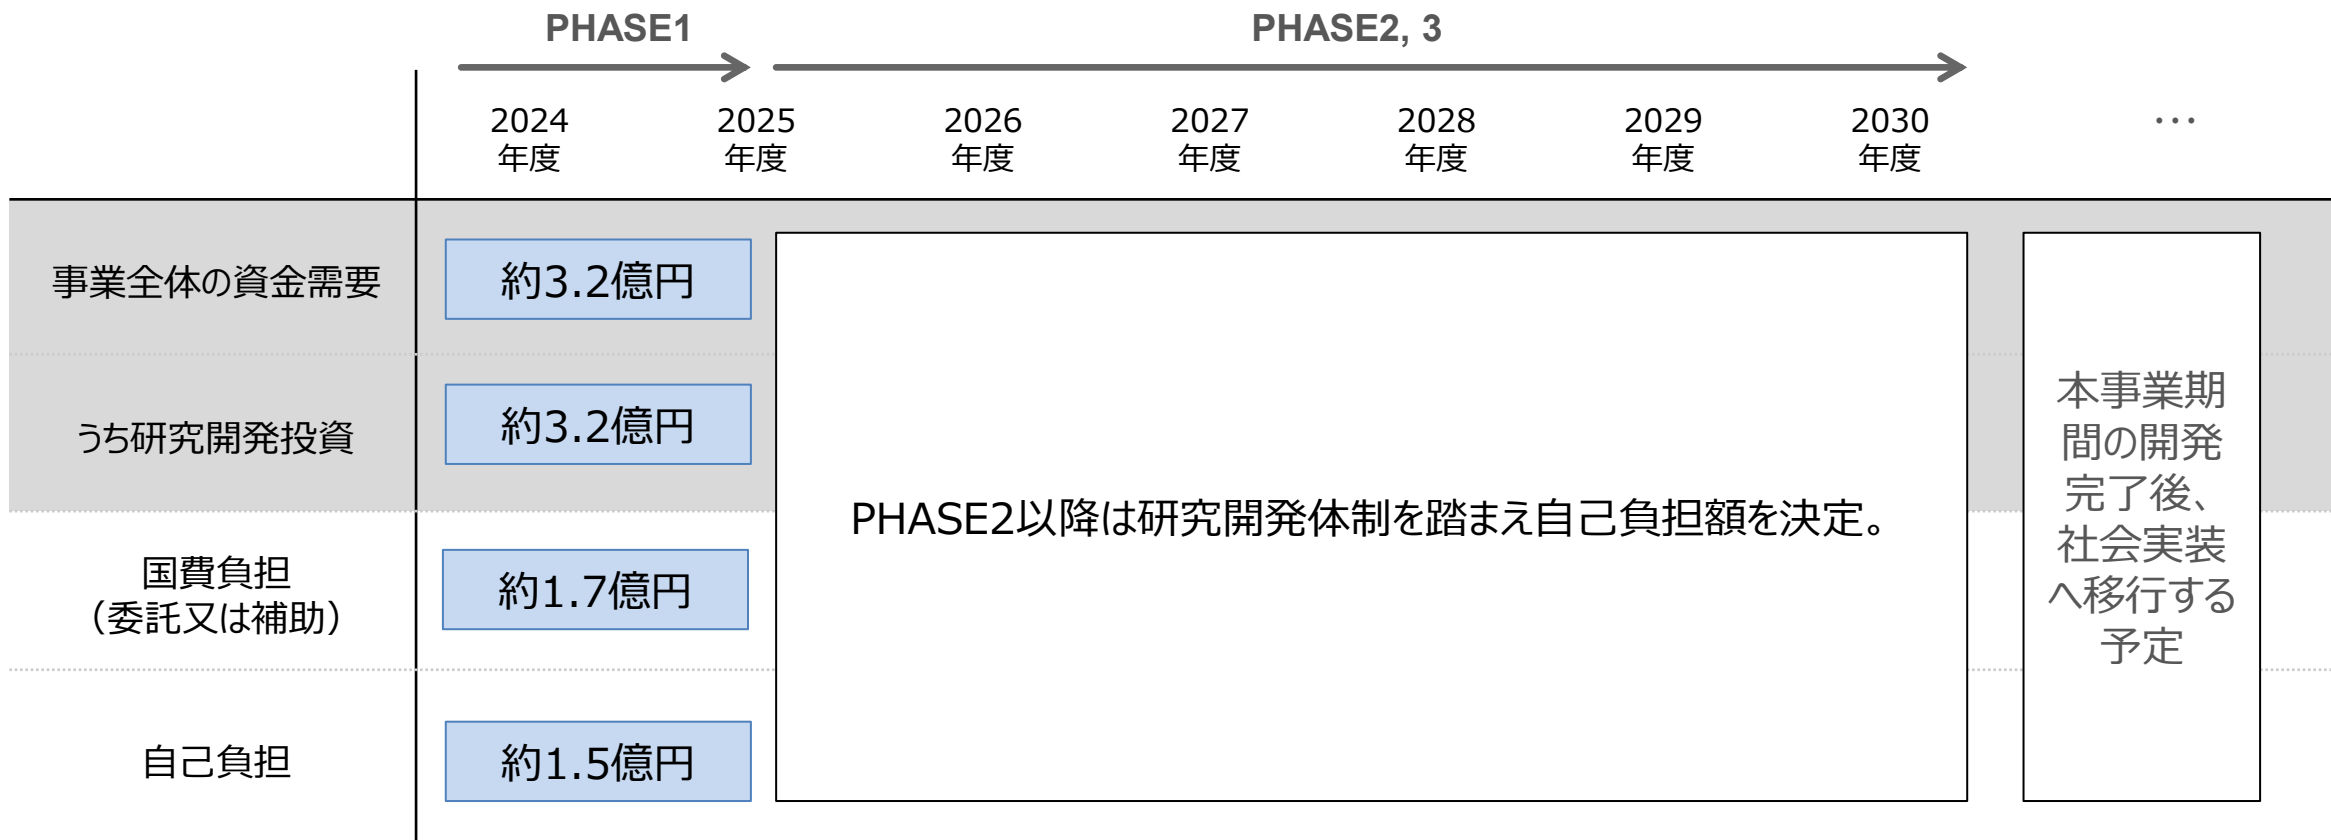 PHASE1
PHASE2, 3
2024
年度
2025
年度
2026
年度
2027
年度
2028
年度
2029
年度
2030
年度
…
事業全体の資金需要
約3.2億円
うち研究開発投資
約3.2億円
国費負担
（委託又は補助）
約1.7億円
自己負担
約1.5億円
PHASE2以降は研究開発体制を踏まえ自己負担額を決定。
本事業期
間の開発
完了後、
社会実装
へ移行する
予定